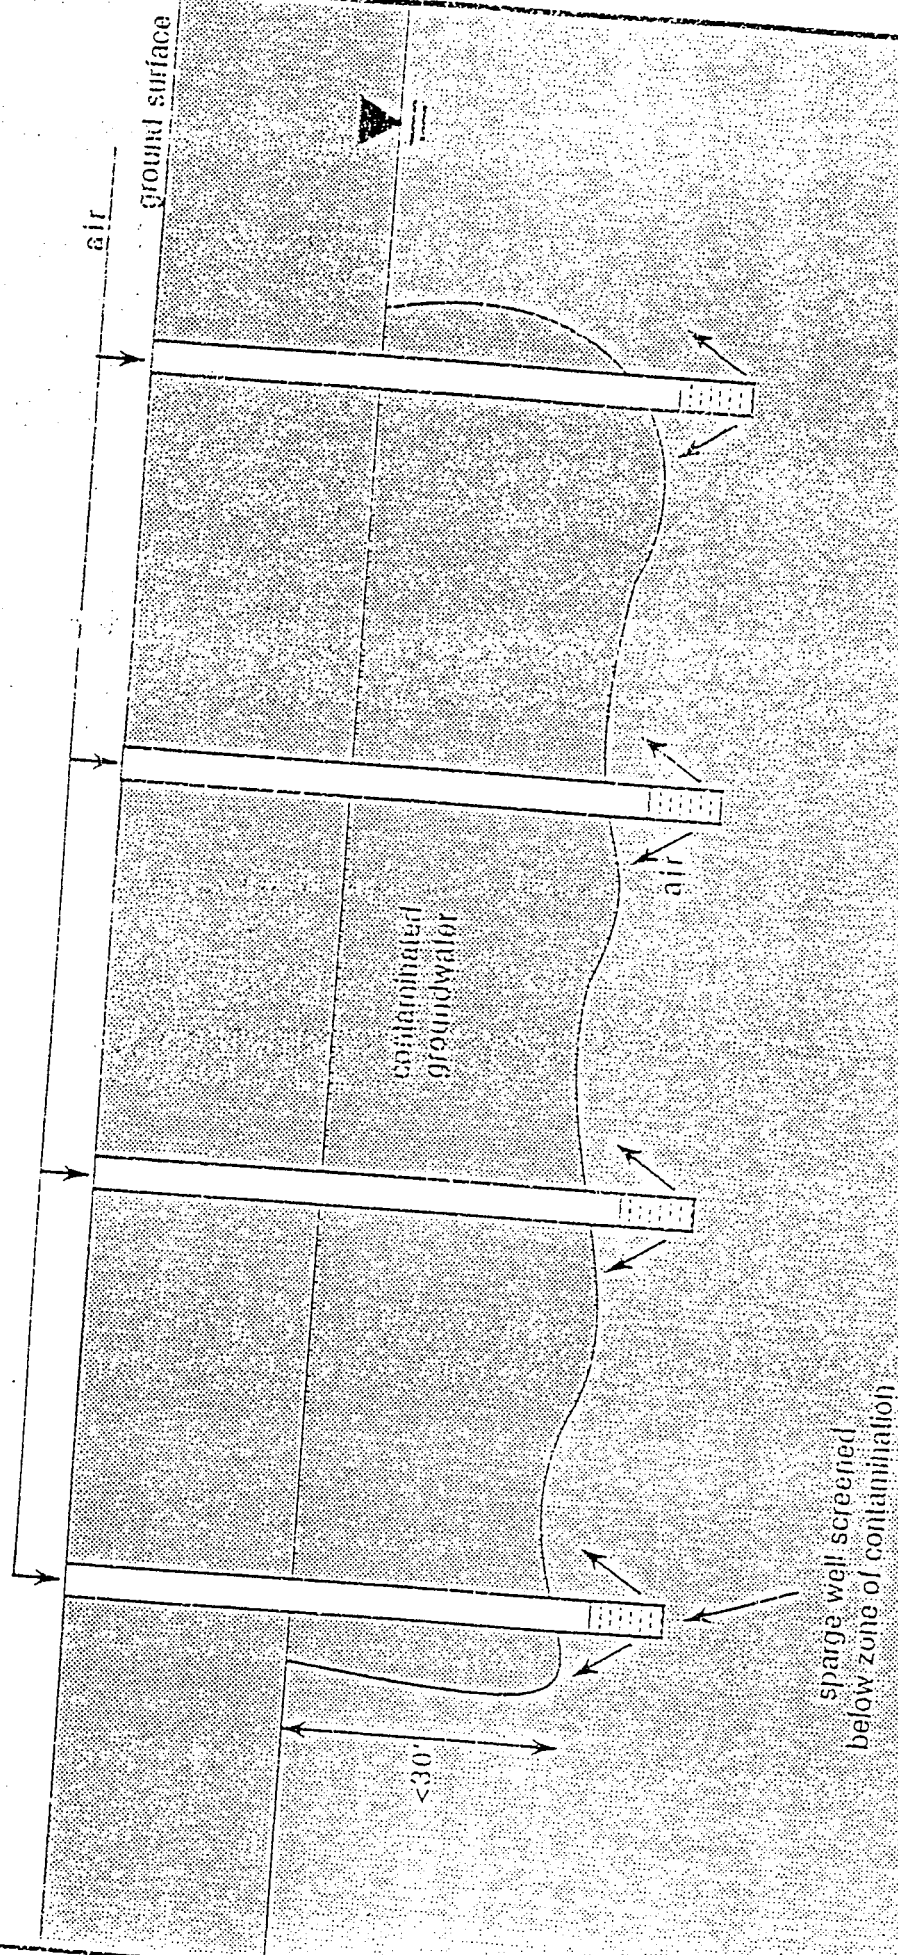 air
ground surface
air
contaminated
groundwater
<30'
sparge well screened
below zone of contamination